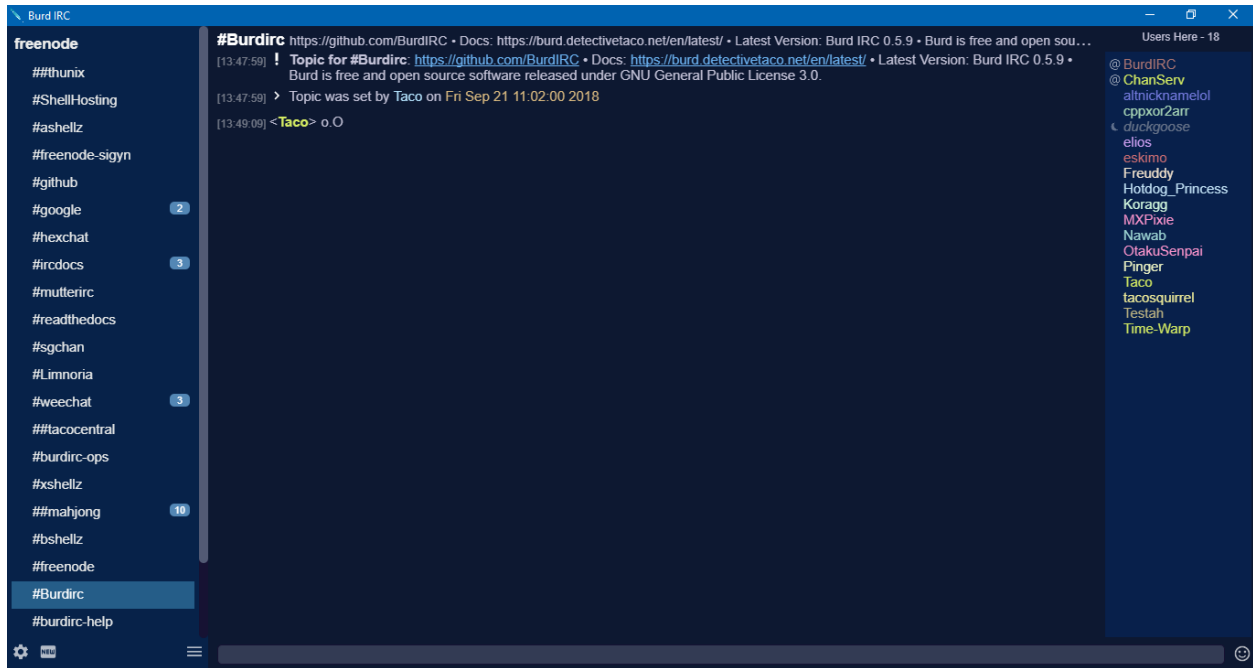 Burd IRC
freenode
##thunix
#ShellHosting
#ashellz
#freenode-sigyn
#github
#google 2
#hexchat
#ircdocs 3
#mutterirc
#readthedocs
#sgchan
#Limnoria
#weechat 3
##tacocentral
#burdirc-ops
#xshellz
##mahjong 10
#bshellz
#freenode
#Burdirc
#burdirc-help
NEW
#Burdirc https://github.com/BurdIRC • Docs: https://burd.detectivetaco.net/en/latest/ • Latest Version: Burd IRC 0.5.9 • Burd is free and open sou...
[13:47:59] ! Topic for #Burdirc: https://github.com/BurdIRC • Docs: https://burd.detectivetaco.net/en/latest/ • Latest Version: Burd IRC 0.5.9 •
Burd is free and open source software released under GNU General Public License 3.0.
[13:47:59] > Topic was set by Taco on Fri Sep 21 11:02:00 2018
[13:49:09] <Taco> o.O
Users Here - 18
@ BurdIRC
@ ChanServ
altnicknamelol
cppxor2arr
duckgoose
elios
eskimo
Freuddy
Hotdog_Princess
Koragg
MXPixie
Nawab
OtakuSenpai
Pinger
Taco
tacosquirrel
Testah
Time-Warp